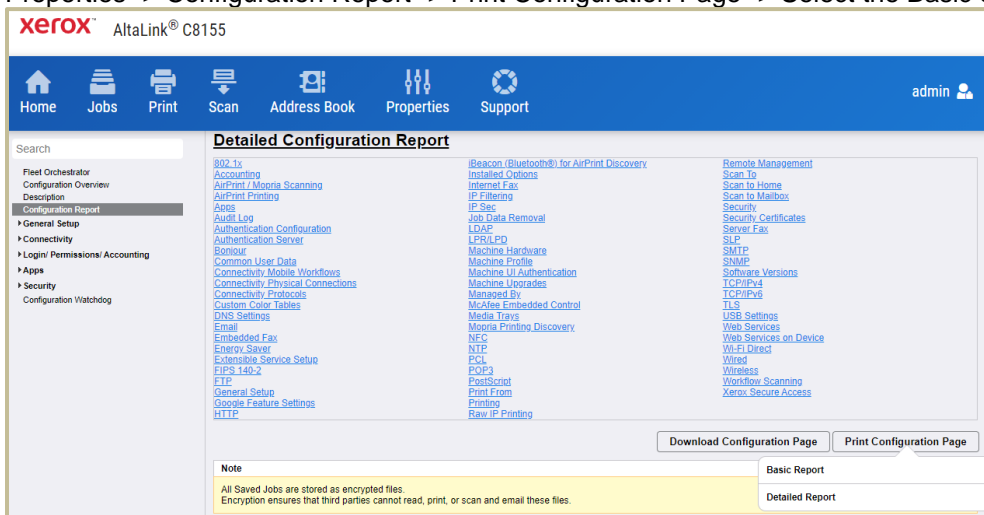 Properties -> Configuration Report -> Print Configuration Page -> Select the Basic
xerox™ AltaLink® C8155
Home Jobs Print Scan Address Book Properties Support admin
Search
Fleet Orchestrator
Configuration Overview
Description
Configuration Report
General Setup
Connectivity
Login/ Permissions/ Accounting
Apps
Security
Configuration Watchdog
Detailed Configuration Report
802.1x
Accounting
AirPrint / Mopria Scanning
AirPrint Printing
Apps
Audit Log
Authentication Configuration
Authentication Server
Bonjour
Common User Data
Connectivity Mobile Workflows
Connectivity Physical Connections
Connectivity Protocols
Custom Color Tables
DNS Settings
Email
Embedded Fax
Energy Saver
Extensible Service Setup
FIPS 140-2
FTP
General Setup
Google Feature Settings
HTTP
iBeacon (Bluetooth®) for AirPrint Discovery
Installed Options
Internet Fax
IP Filtering
IP Sec
Job Data Removal
LDAP
LPR/LPD
Machine Hardware
Machine Profile
Machine UI Authentication
Machine Upgrades
Managed By
McAfee Embedded Control
Media Trays
Mopria Printing Discovery
NFC
NTP
PCL
POP3
PostScript
Print From
Printing
Raw IP Printing
Remote Management
Scan To
Scan to Home
Scan to Mailbox
Security
Security Certificates
Server Fax
SLP
SMTP
SNMP
Software Versions
TCP/IPv4
TCP/IPv6
TLS
USB Settings
Web Services
Web Services on Device
Wi-Fi Direct
Wired
Wireless
Workflow Scanning
Xerox Secure Access
Download Configuration Page Print Configuration Page
Basic Report
Detailed Report
Note
All Saved Jobs are stored as encrypted files.
Encryption ensures that third parties cannot read, print, or scan and email these files.